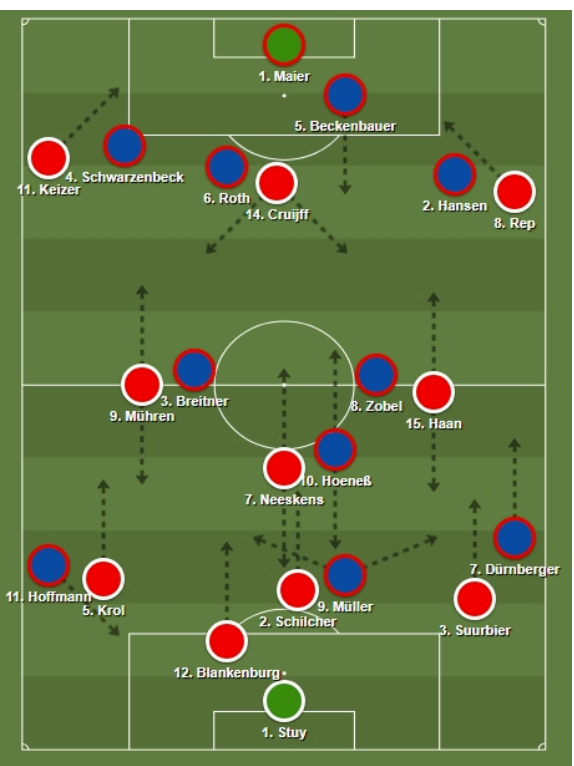 1. Maier
5. Beckenbauer
4. Schwarzenbeck
11. Keizer
6. Roth
14. Cruijff
2. Hansen
8. Rep
3. Breitner
9. Mühren
8. Zobel
15. Haan
10. Hoeneß
7. Neeskens
7. Dürnberger
11. Hoffmann
5. Krol
9. Müller
2. Schilcher
3. Suurbier
12. Blankenburg
1. Stuy